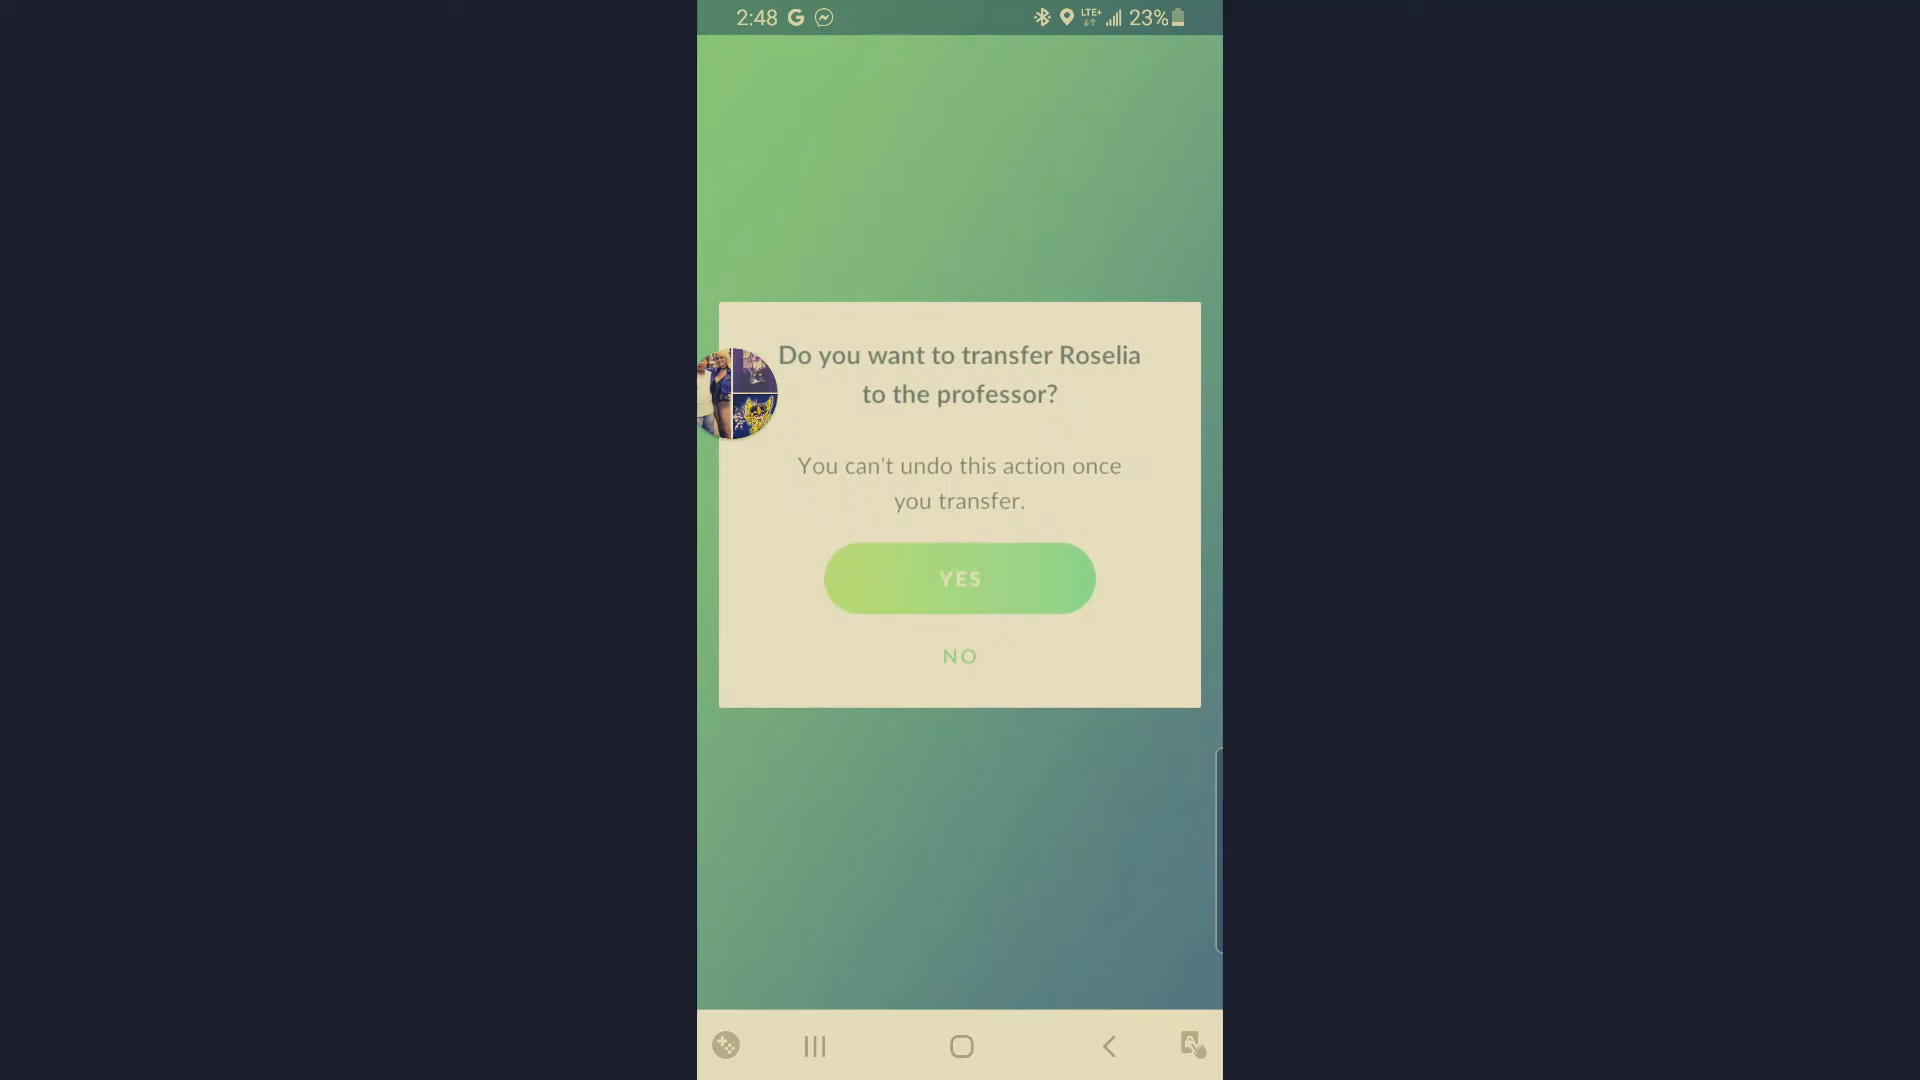 2:48 G LTE+ 23%
Do you want to transfer Roselia
to the professor?
You can't undo this action once
you transfer.
YES
NO